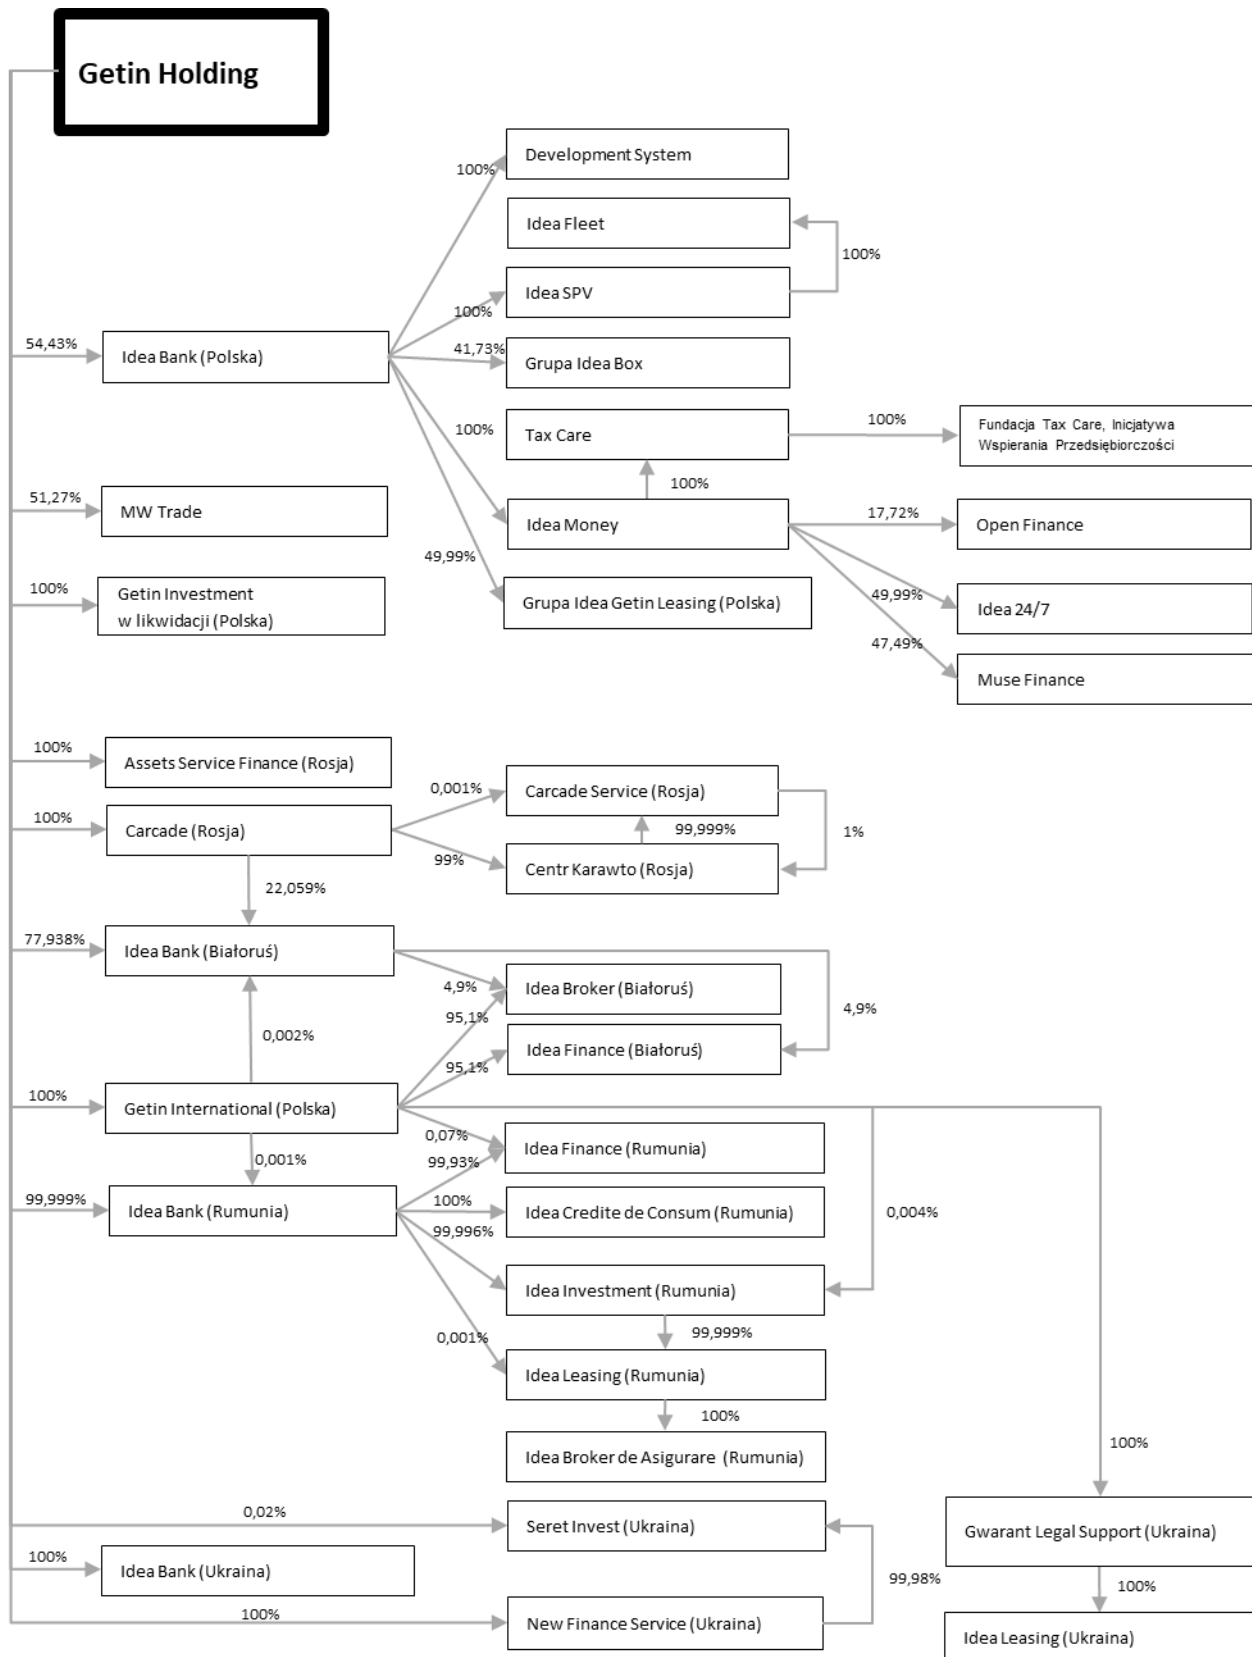 Getin Holding
Development System
100%
Idea Fleet
100%
Idea SPV
100%
54,43%
Idea Bank (Polska)
41,73%
Grupa Idea Box
100%
Tax Care
100%
Fundacja Tax Care, Inicjatywa
Wspierania Przedsiębiorczości
100%
51,27%
MW Trade
Idea Money
17,72%
Open Finance
49,99%
100%
Getin Investment
w likwidacji (Polska)
Grupa Idea Getin Leasing (Polska)
49,99%
Idea 24/7
47,49%
Muse Finance
100%
Assets Service Finance (Rosja)
0,001%
Carcade Service (Rosja)
100%
Carcade (Rosja)
99,999%
1%
99%
Centr Karawto (Rosja)
22,059%
77,938%
Idea Bank (Białoruś)
4,9%
Idea Broker (Białoruś)
4,9%
95,1%
0,002%
Idea Finance (Białoruś)
95,1%
100%
Getin International (Polska)
0,07%
0,001%
99,93%
Idea Finance (Rumunia)
99,999%
Idea Bank (Rumunia)
100%
Idea Credite de Consum (Rumunia)
0,004%
99,996%
Idea Investment (Rumunia)
0,001%
99,999%
Idea Leasing (Rumunia)
100%
Idea Broker de Asigurare (Rumunia)
100%
0,02%
Seret Invest (Ukraina)
Gwarant Legal Support (Ukraina)
100%
Idea Bank (Ukraina)
99,98%
100%
100%
New Finance Service (Ukraina)
Idea Leasing (Ukraina)